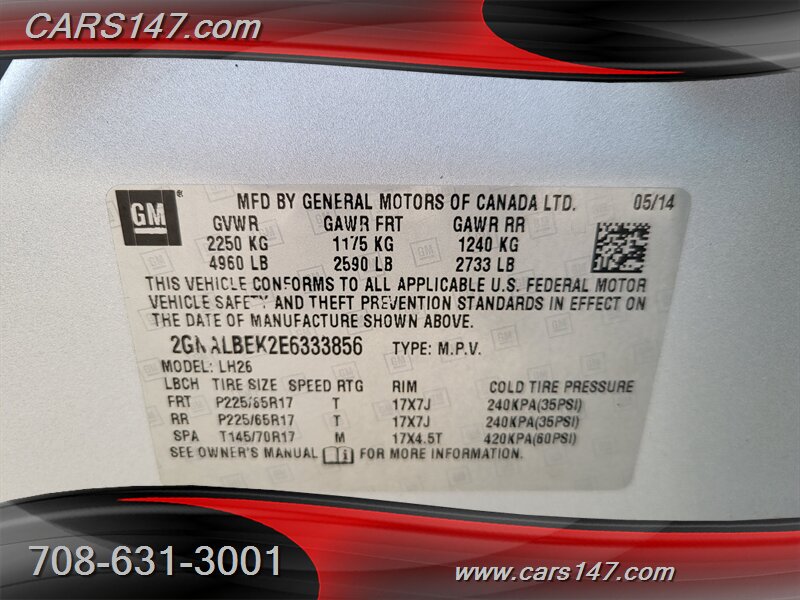 CARS147.com
GM
MFD BY GENERAL MOTORS OF CANADA LTD. 05/14
GVWR GAWR FRT GAWR RR
2250 KG 1175 KG 1240 KG
4960 LB 2590 LB 2733 LB
THIS VEHICLE CONFORMS TO ALL APPLICABLE U.S. FEDERAL MOTOR
VEHICLE SAFETY AND THEFT PREVENTION STANDARDS IN EFFECT ON
THE DATE OF MANUFACTURE SHOWN ABOVE.
2GNALBEK2E6333856 TYPE: M.P.V.
MODEL: LH26
LBCH TIRE SIZE SPEED RTG RIM COLD TIRE PRESSURE
FRT P225/65R17 T 17X7J 240KPA(35PSI)
RR P225/65R17 T 17X7J 240KPA(35PSI)
SPA T145/70R17 M 17X4.5T 420KPA(60PSI)
SEE OWNER'S MANUAL FOR MORE INFORMATION.
708-631-3001
www.cars147.com